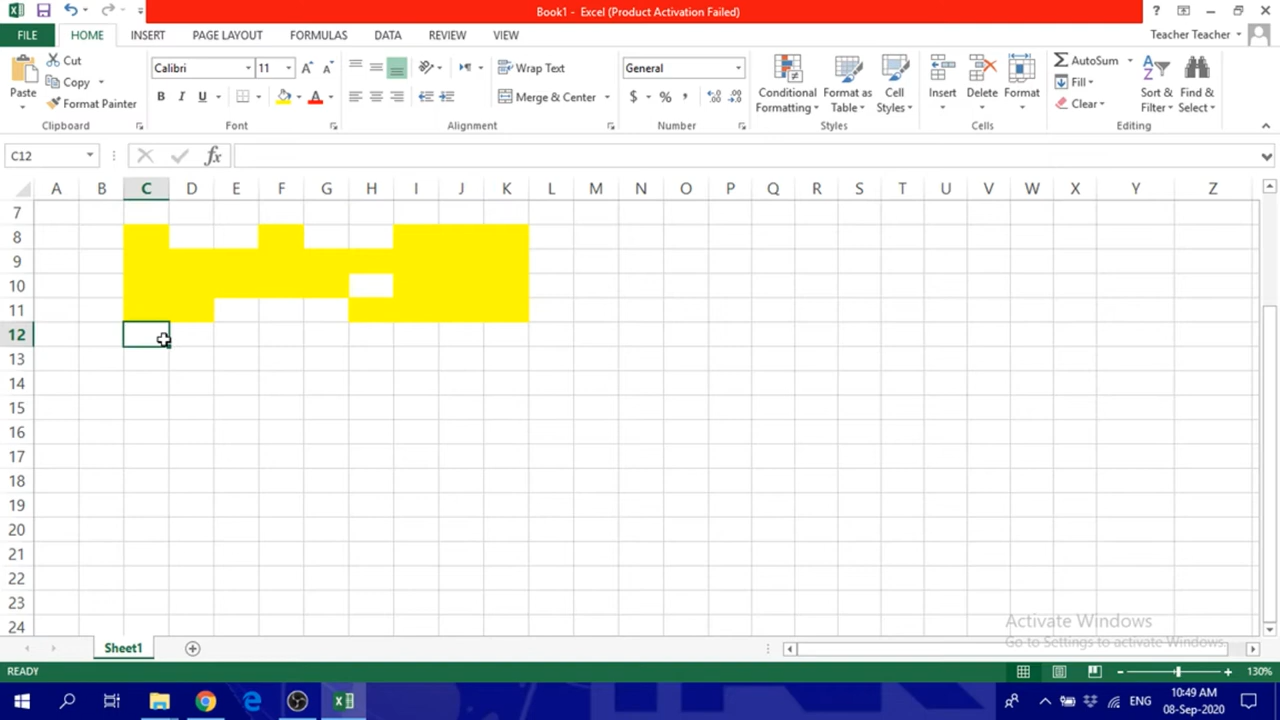 Book1 - Excel (Product Activation Failed)
FILE HOME INSERT PAGE LAYOUT FORMULAS DATA REVIEW VIEW Teacher Teacher
Paste Cut Copy Format Painter
Clipboard
Calibri 11
B I U A
Font
Wrap Text
Merge & Center
Alignment
General
$ % ,
Number
Conditional Formatting Format as Table Cell Styles
Styles
Insert Delete Format
Cells
AutoSum
Fill
Clear
Sort & Filter Find & Select
Editing
C12 fx
A B C D E F G H I J K L M N O P Q R S T U V W X Y Z
7
8
9
10
11
12
13
14
15
16
17
18
19
20
21
22
23
24
Activate Windows
Go to Settings to activate Windows.
Sheet1
READY 130%
ENG 10:49 AM
08-Sep-2020